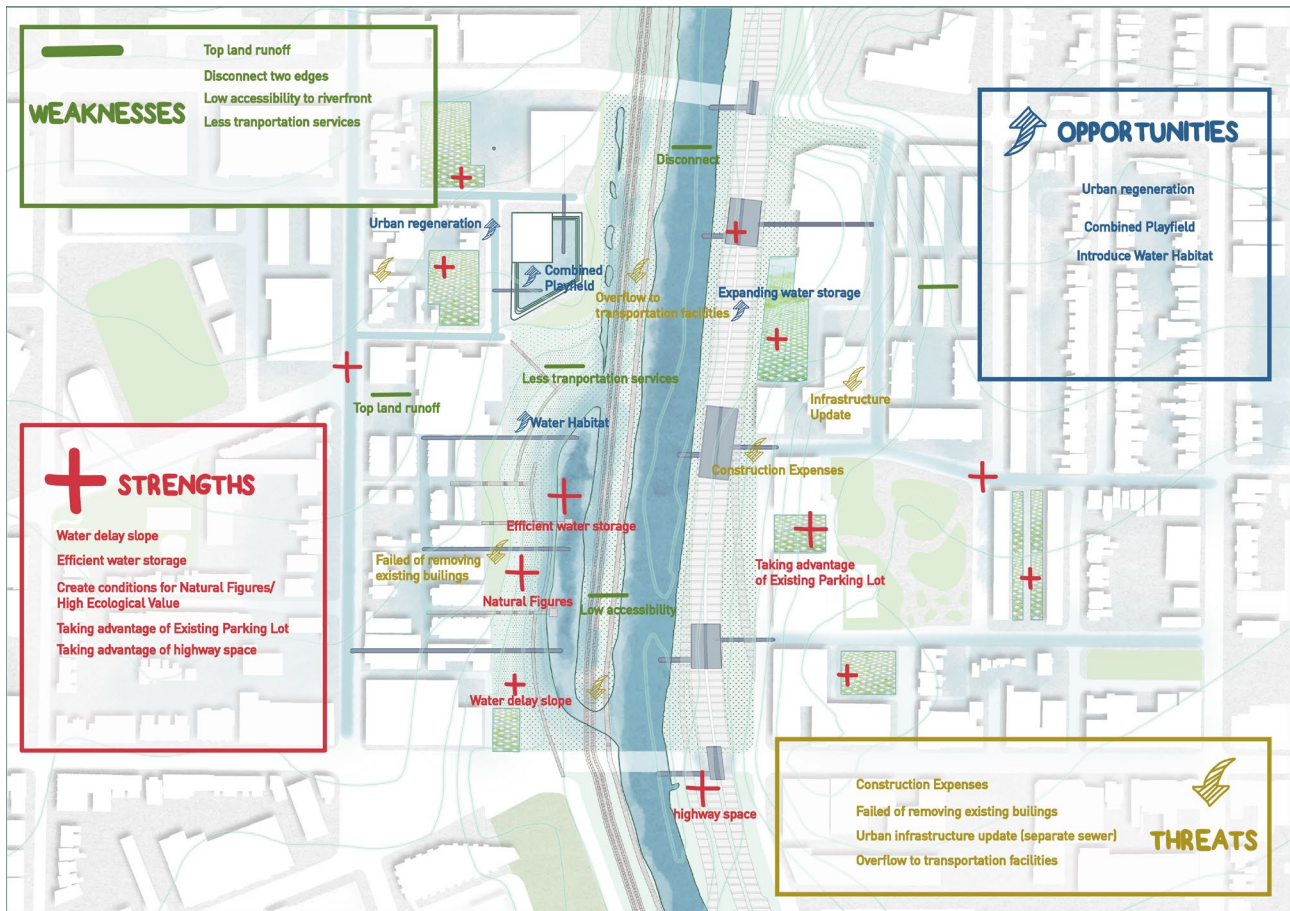 Top land runoff
Disconnect two edges
WEAKNESSES
Low accessibility to riverfront
Less tranportation services
OPPORTUNITIES
Urban regeneration
Combined Playfield
Introduce Water Habitat
Disconnect
Urban regeneration
Combined
Playfield
Overflow to
transportation facilities
Expanding water storage
Less tranportation services
Top land runoff
Infrastructure
Update
Water Habitat
Construction Expenses
STRENGTHS
Water delay slope
Efficient water storage
Create conditions for Natural Figures/
High Ecological Value
Taking advantage of Existing Parking Lot
Taking advantage of highway space
Efficient water storage
Failed of removing
existing builings
Natural Figures
Taking advantage
of Existing Parking Lot
Low accessibility
Water delay slope
highway space
Construction Expenses
Failed of removing existing builings
Urban infrastructure update (separate sewer)
Overflow to transportation facilities
THREATS